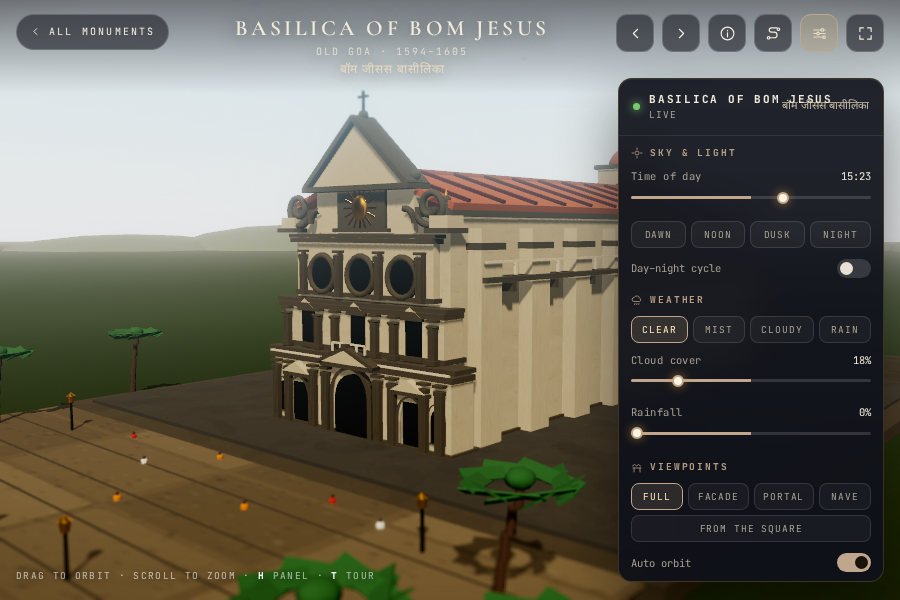 ALL MONUMENTS
BASILICA OF BOM JESUS
OLD GOA · 1594–1605
बॉम जीसस बासीलिका
BASILICA OF BOM JESUS
बॉम जीसस बासीलिका
LIVE
SKY & LIGHT
Time of day 15:23
DAWN NOON DUSK NIGHT
Day-night cycle
WEATHER
CLEAR MIST CLOUDY RAIN
Cloud cover 18%
Rainfall 0%
VIEWPOINTS
FULL FACADE PORTAL NAVE
FROM THE SQUARE
Auto orbit
DRAG TO ORBIT · SCROLL TO ZOOM · H PANEL · T TOUR